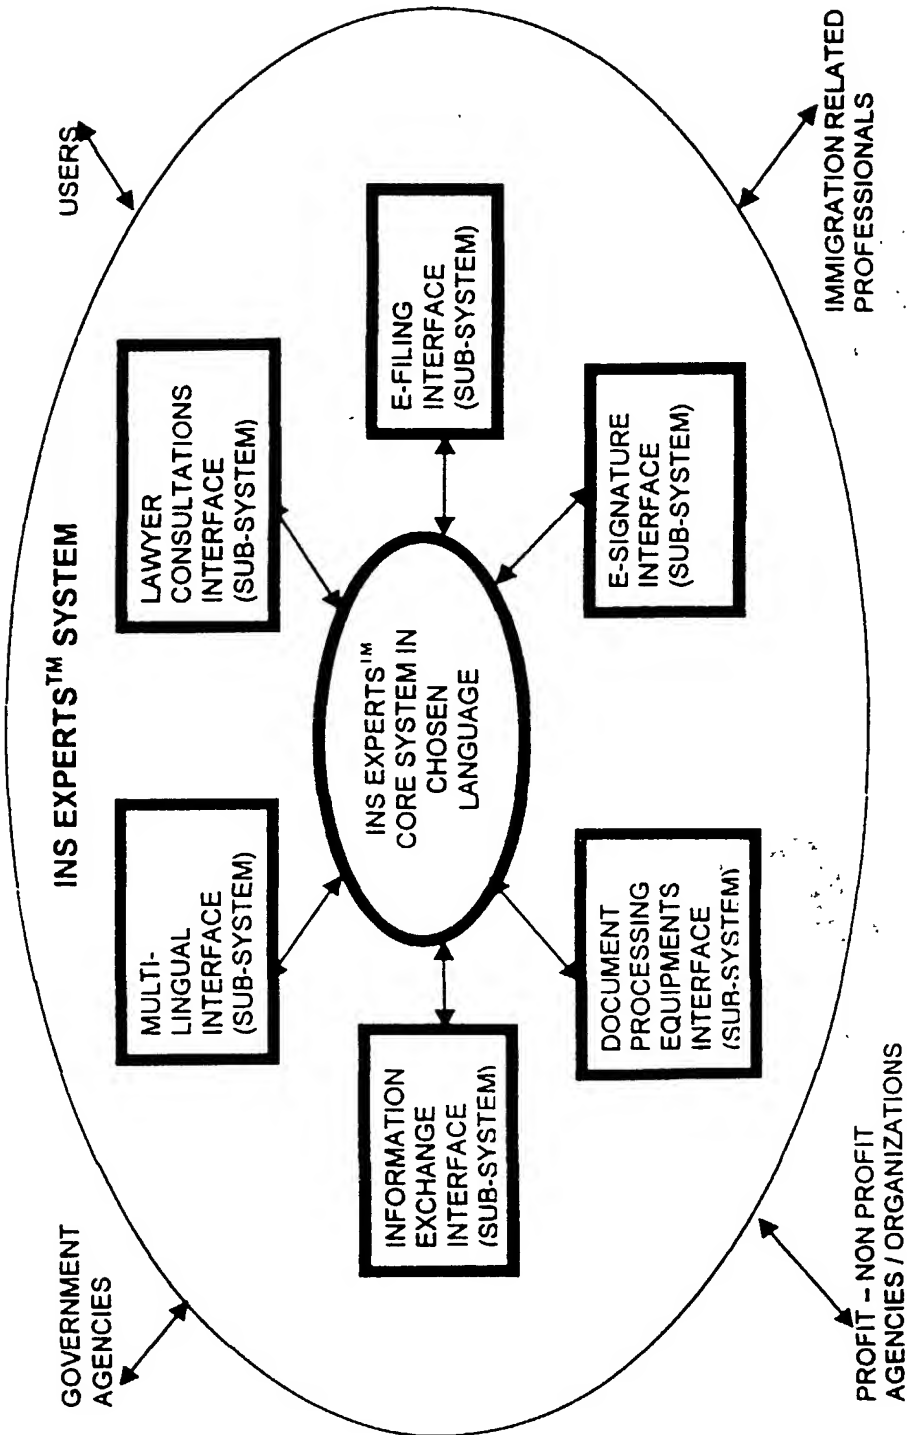 INS EXPERTS™ SYSTEM
GOVERNMENT
AGENCIES
USERS
MULTI-
LINGUAL
INTERFACE
(SUB-SYSTEM)
LAWYER
CONSULTATIONS
INTERFACE
(SUB-SYSTEM)
INFORMATION
EXCHANGE
INTERFACE
(SUB-SYSTEM)
INS EXPERTS™
CORE SYSTEM IN
CHOSEN
LANGUAGE
E-FILING
INTERFACE
(SUB-SYSTEM)
DOCUMENT
PROCESSING
EQUIPMENTS
INTERFACE
(SUB-SYSTEM)
E-SIGNATURE
INTERFACE
(SUB-SYSTEM)
PROFIT – NON PROFIT
AGENCIES / ORGANIZATIONS
IMMIGRATION RELATED
PROFESSIONALS